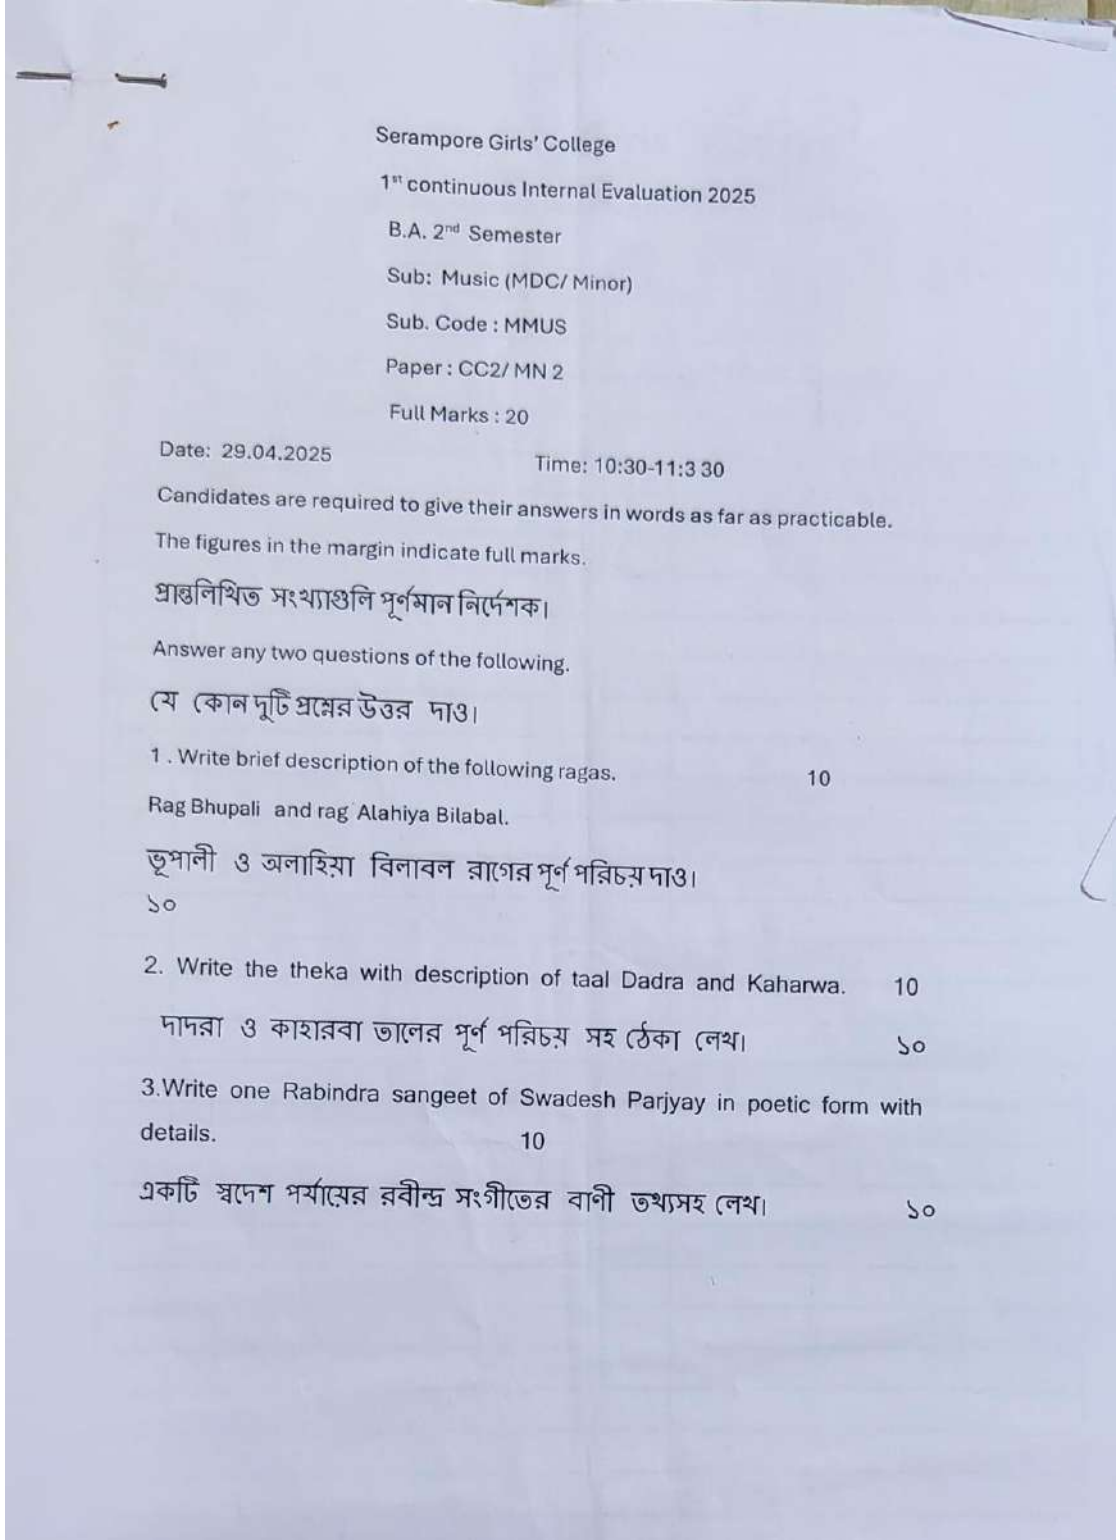 Serampore Girls' College
1st continuous Internal Evaluation 2025
B.A. 2nd Semester
Sub: Music (MDC/ Minor)
Sub. Code : MMUS
Paper : CC2/ MN 2
Full Marks : 20
Date: 29.04.2025 Time: 10:30-11:3 30
Candidates are required to give their answers in words as far as practicable.
The figures in the margin indicate full marks.
প্রান্তলিখিত সংখ্যাগুলি পূর্ণমান নির্দেশক।
Answer any two questions of the following.
যে কোন দুটি প্রশ্নের উত্তর দাও।
1 . Write brief description of the following ragas. 10
Rag Bhupali and rag Alahiya Bilabal.
ভূপালী ও অলাহিয়া বিলাবল রাগের পূর্ণ পরিচয় দাও।
১০
2. Write the theka with description of taal Dadra and Kaharwa. 10
দাদরা ও কাহারবা তালের পূর্ণ পরিচয় সহ ঠেকা লেখ। ১০
3.Write one Rabindra sangeet of Swadesh Parjyay in poetic form with
details. 10
একটি স্বদেশ পর্যায়ের রবীন্দ্র সংগীতের বাণী তথ্যসহ লেখ। ১০